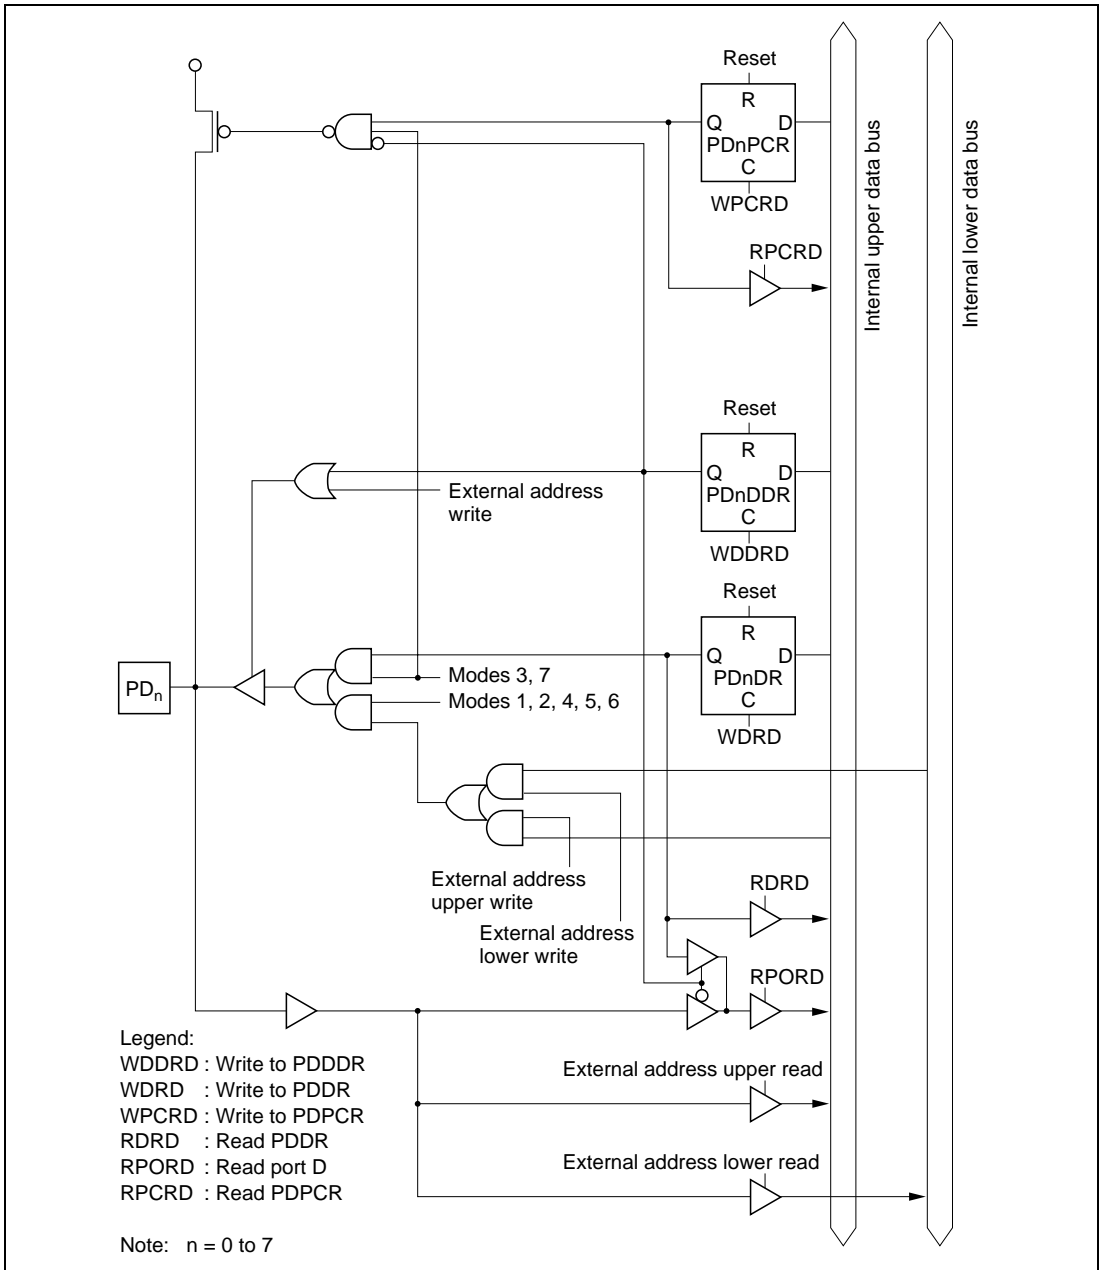 Reset
R
Q D
PDnPCR
C
WPCRD
RPCRD
Internal upper data bus
Internal lower data bus
Reset
R
Q D
PDnDDR
C
WDDRD
External address
write
Reset
R
Q D
PDnDR
C
WDRD
PDn
Modes 3, 7
Modes 1, 2, 4, 5, 6
External address
upper write
External address
lower write
RDRD
RPORD
External address upper read
External address lower read
Legend:
WDDRD : Write to PDDDR
WDRD : Write to PDDR
WPCRD : Write to PDPCR
RDRD : Read PDDR
RPORD : Read port D
RPCRD : Read PDPCR
Note: n = 0 to 7